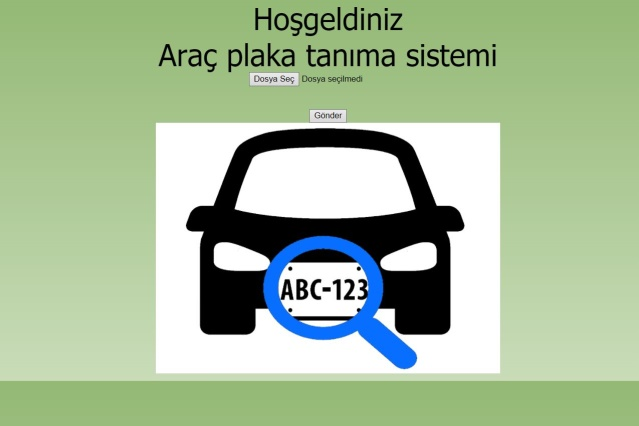 Hoşgeldiniz
Araç plaka tanıma sistemi
Dosya Seç Dosya seçilmedi
Gönder
ABC-123